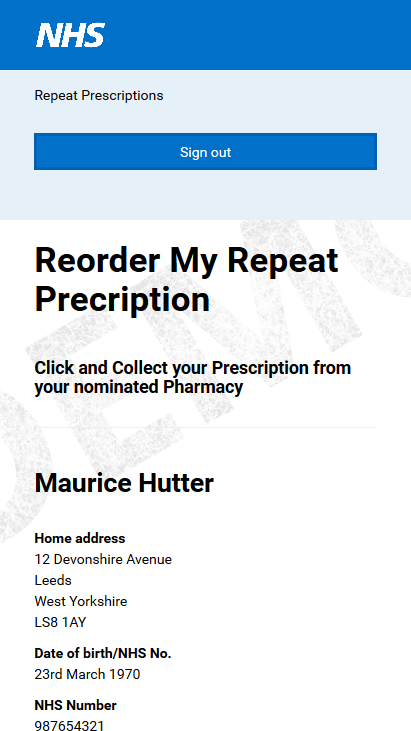 NHS
Repeat Prescriptions
Sign out
Reorder My Repeat
Precription
Click and Collect your Prescription from
your nominated Pharmacy
Maurice Hutter
Home address
12 Devonshire Avenue
Leeds
West Yorkshire
LS8 1AY
Date of birth/NHS No.
23rd March 1970
NHS Number
987654321
DEMO